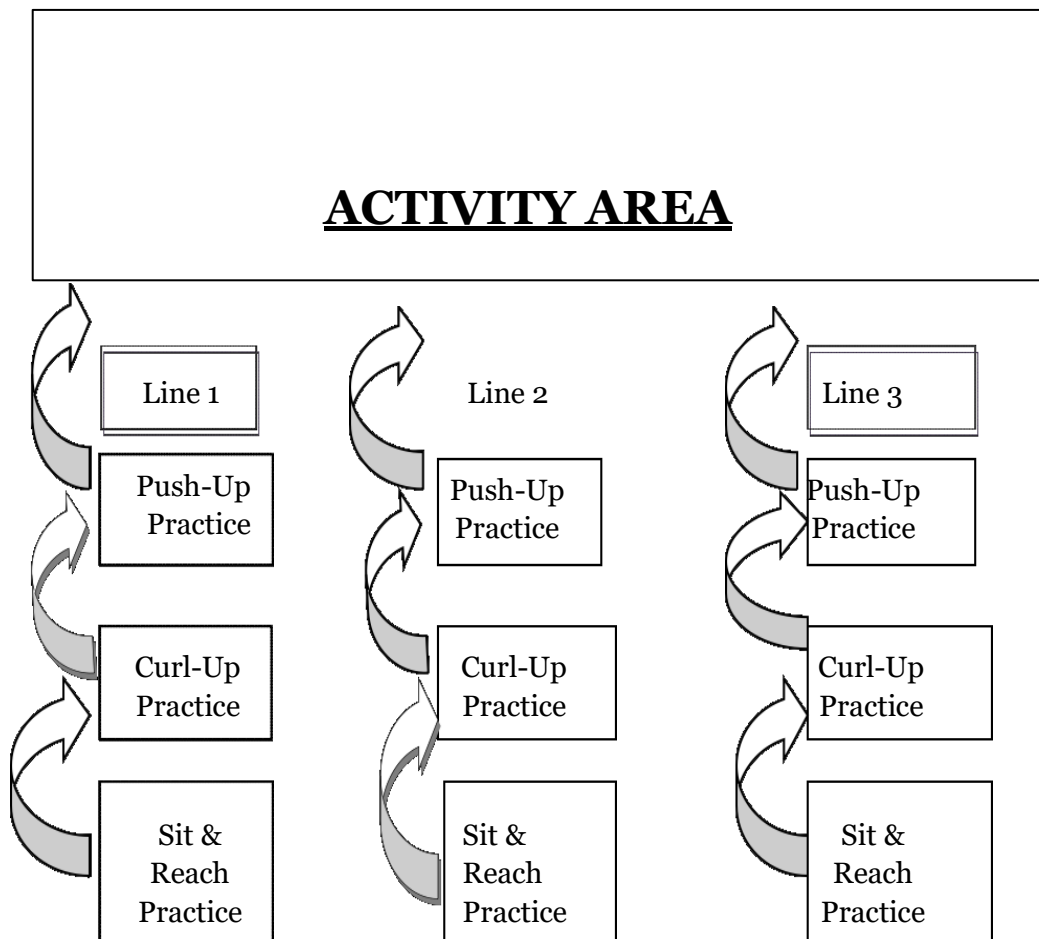 ACTIVITY AREA
Line 1
Line 2
Line 3
Push-Up
Practice
Push-Up
Practice
Push-Up
Practice
Curl-Up
Practice
Curl-Up
Practice
Curl-Up
Practice
Sit &
Reach
Practice
Sit &
Reach
Practice
Sit &
Reach
Practice